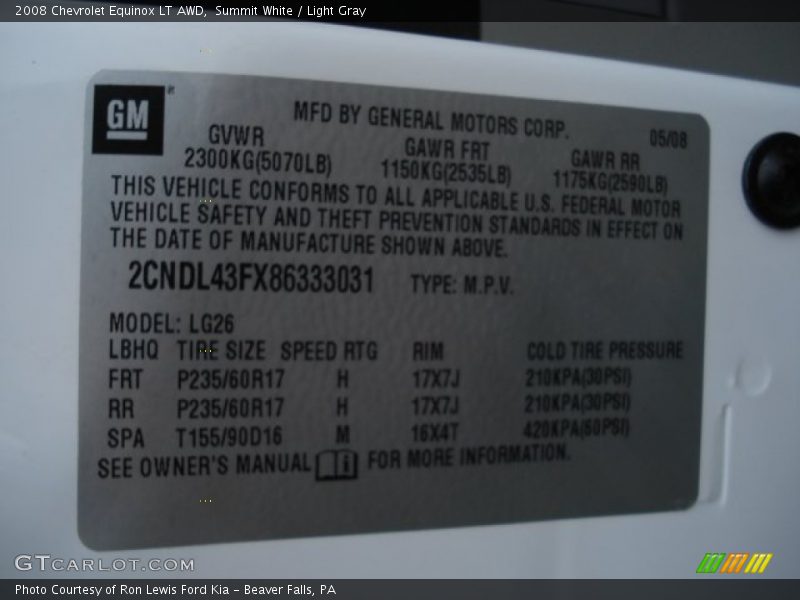 2008 Chevrolet Equinox LT AWD, Summit White / Light Gray
GM
MFD BY GENERAL MOTORS CORP.
05/08
GVWR GAWR FRT GAWR RR
2300KG(5070LB) 1150KG(2535LB) 1175KG(2590LB)
THIS VEHICLE CONFORMS TO ALL APPLICABLE U.S. FEDERAL MOTOR
VEHICLE SAFETY AND THEFT PREVENTION STANDARDS IN EFFECT ON
THE DATE OF MANUFACTURE SHOWN ABOVE.
2CNDL43FX86333031 TYPE: M.P.V.
MODEL: LG26
LBHQ TIRE SIZE SPEED RTG RIM COLD TIRE PRESSURE
FRT P235/60R17 H 17X7J 210KPA(30PSI)
RR P235/60R17 H 17X7J 210KPA(30PSI)
SPA T155/90D16 M 16X4T 420KPA(60PSI)
SEE OWNER'S MANUAL i FOR MORE INFORMATION.
GTCARLOT.COM
Photo Courtesy of Ron Lewis Ford Kia - Beaver Falls, PA